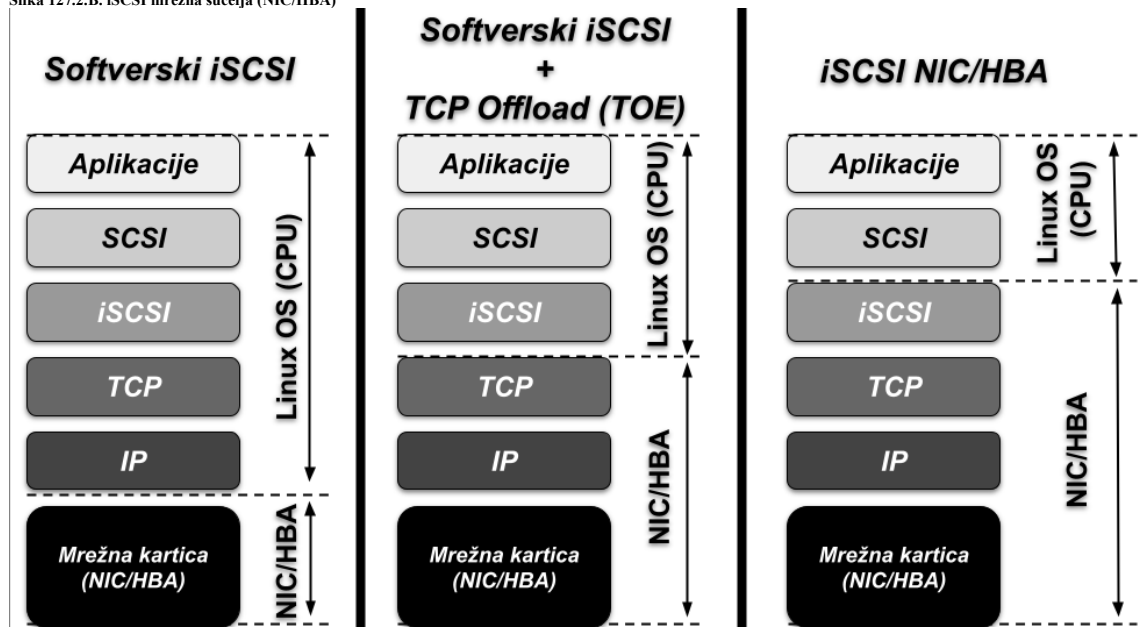 Slika 127.2.B. iSCSI mrežna sučelja (NIC/HBA)
Softverski iSCSI
Aplikacije
SCSI
iSCSI
TCP
IP
Mrežna kartica
(NIC/HBA)
Linux OS (CPU)
NIC/HBA
Softverski iSCSI
+
TCP Offload (TOE)
Aplikacije
SCSI
iSCSI
TCP
IP
Mrežna kartica
(NIC/HBA)
Linux OS (CPU)
NIC/HBA
iSCSI NIC/HBA
Aplikacije
SCSI
iSCSI
TCP
IP
Mrežna kartica
(NIC/HBA)
Linux OS
(CPU)
NIC/HBA